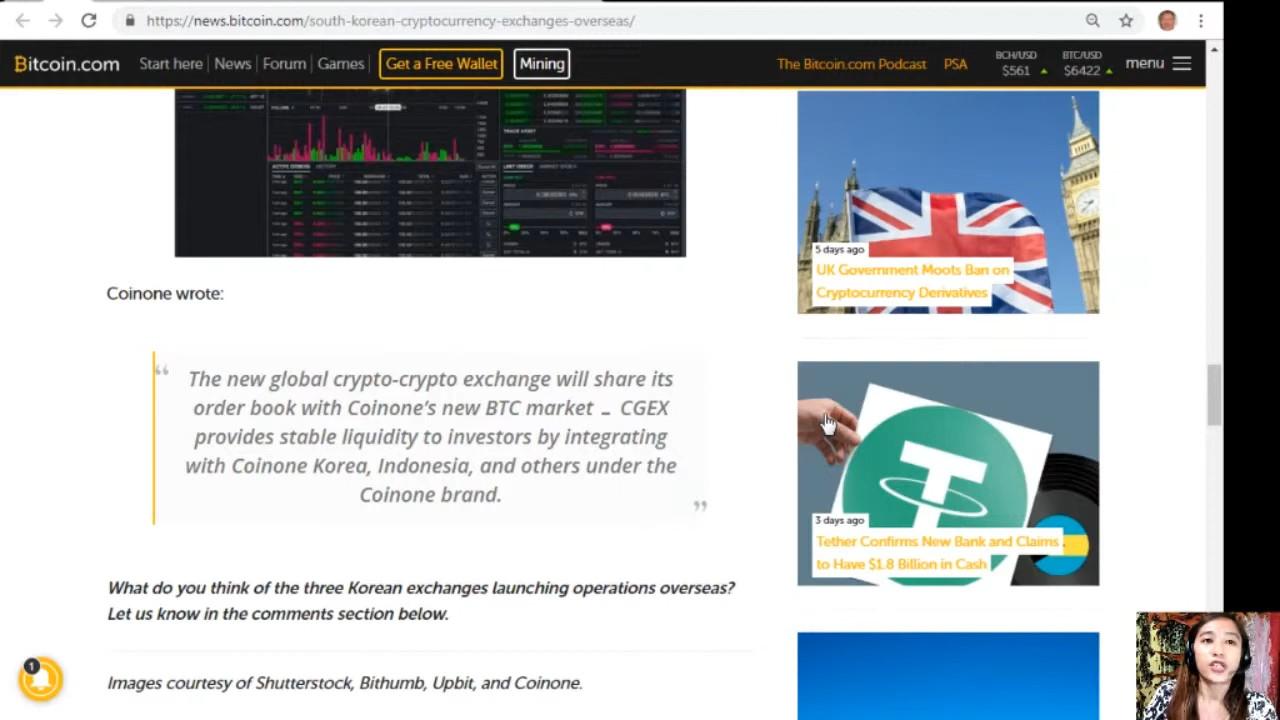 https://news.bitcoin.com/south-korean-cryptocurrency-exchanges-overseas/
Bitcoin.com
Start here
News
Forum
Games
Get a Free Wallet
Mining
The Bitcoin.com Podcast
PSA
BCH/USD
$561
BTC/USD
$6422
menu
ACTIVE ORDERS
TRADE ASSET
LIMIT ORDER
Coinone wrote:
“ The new global crypto-crypto exchange will share its
order book with Coinone’s new BTC market … CGEX
provides stable liquidity to investors by integrating
with Coinone Korea, Indonesia, and others under the
Coinone brand. ”
What do you think of the three Korean exchanges launching operations overseas?
Let us know in the comments section below.
Images courtesy of Shutterstock, Bithumb, Upbit, and Coinone.
5 days ago
UK Government Moots Ban on
Cryptocurrency Derivatives
3 days ago
Tether Confirms New Bank and Claims
to Have $1.8 Billion in Cash
1